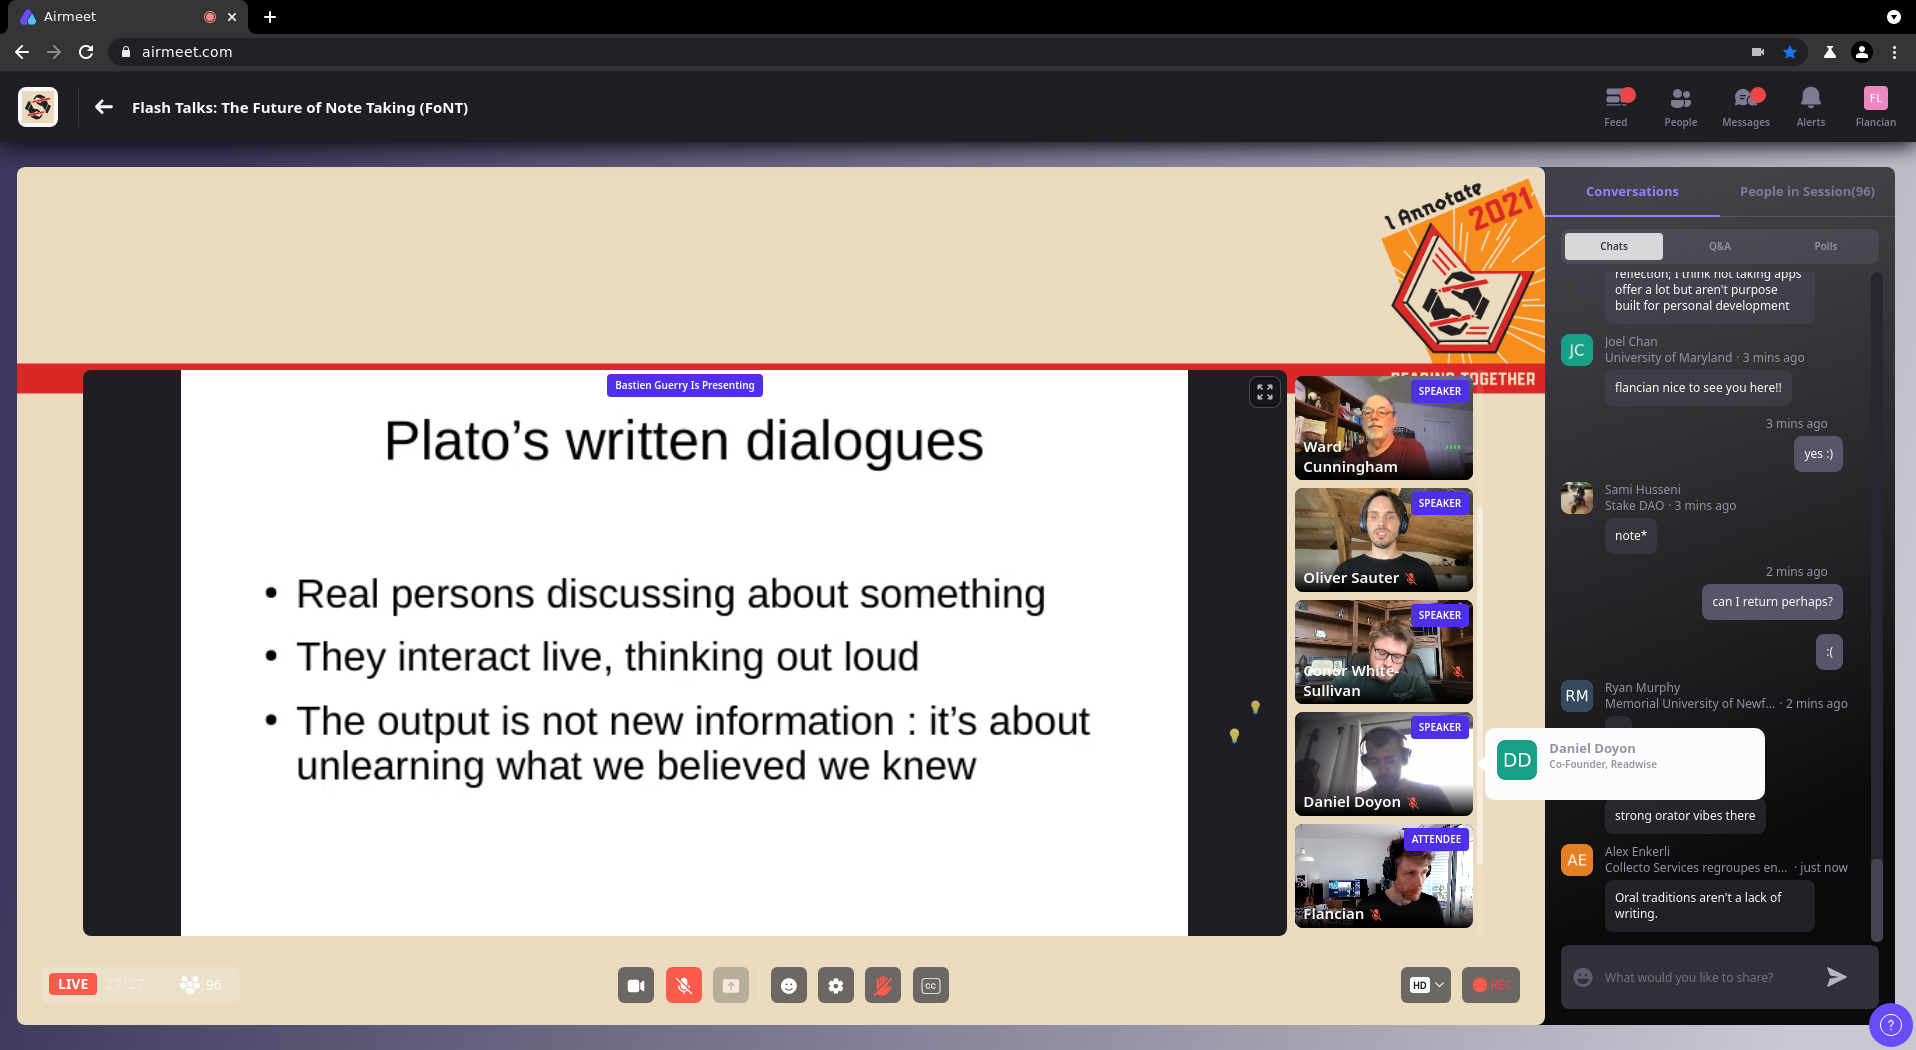 Airmeet
airmeet.com
Flash Talks: The Future of Note Taking (FoNT)
Feed
People
Messages
Alerts
FL
Flancian
I Annotate
2021
READING TOGETHER
Bastien Guerry Is Presenting
Plato’s written dialogues
• Real persons discussing about something
• They interact live, thinking out loud
• The output is not new information : it’s about
unlearning what we believed we knew
SPEAKER
Ward
Cunningham
SPEAKER
Oliver Sauter
SPEAKER
Conor White-
Sullivan
SPEAKER
Daniel Doyon
ATTENDEE
Flancian
LIVE
27:27
96
CC
HD
REC
Conversations
People in Session(96)
Chats
Q&A
Polls
reflection; I think not taking apps
offer a lot but aren't purpose
built for personal development
JC
Joel Chan
University of Maryland · 3 mins ago
flancian nice to see you here!!
3 mins ago
yes :)
Sami Husseni
Stake DAO · 3 mins ago
note*
2 mins ago
can I return perhaps?
:(
RM
Ryan Murphy
Memorial University of Newf... · 2 mins ago
DD
Daniel Doyon
Co-Founder, Readwise
strong orator vibes there
AE
Alex Enkerli
Collecto Services regroupes en... · just now
Oral traditions aren't a lack of
writing.
What would you like to share?
?